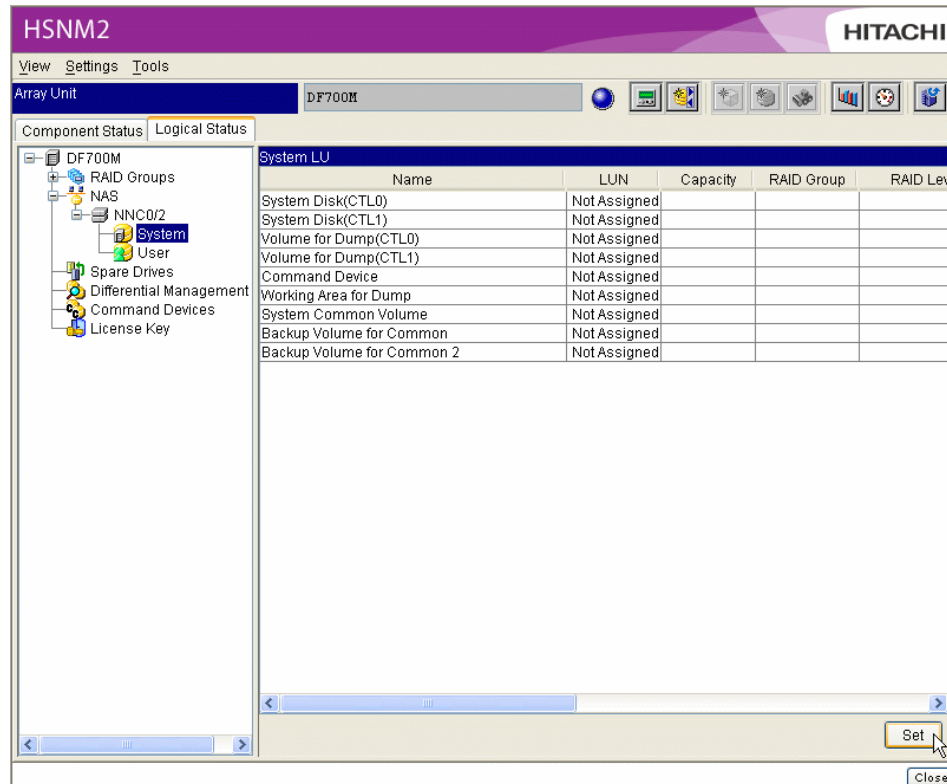 HSNM2
HITACHI
View Settings Tools
Array Unit DF700M
Component Status Logical Status
DF700M
RAID Groups
NAS
NNC0/2
System
User
Spare Drives
Differential Management
Command Devices
License Key
System LU
Name LUN Capacity RAID Group RAID Lev
System Disk(CTL0) Not Assigned
System Disk(CTL1) Not Assigned
Volume for Dump(CTL0) Not Assigned
Volume for Dump(CTL1) Not Assigned
Command Device Not Assigned
Working Area for Dump Not Assigned
System Common Volume Not Assigned
Backup Volume for Common Not Assigned
Backup Volume for Common 2 Not Assigned
Set
Close